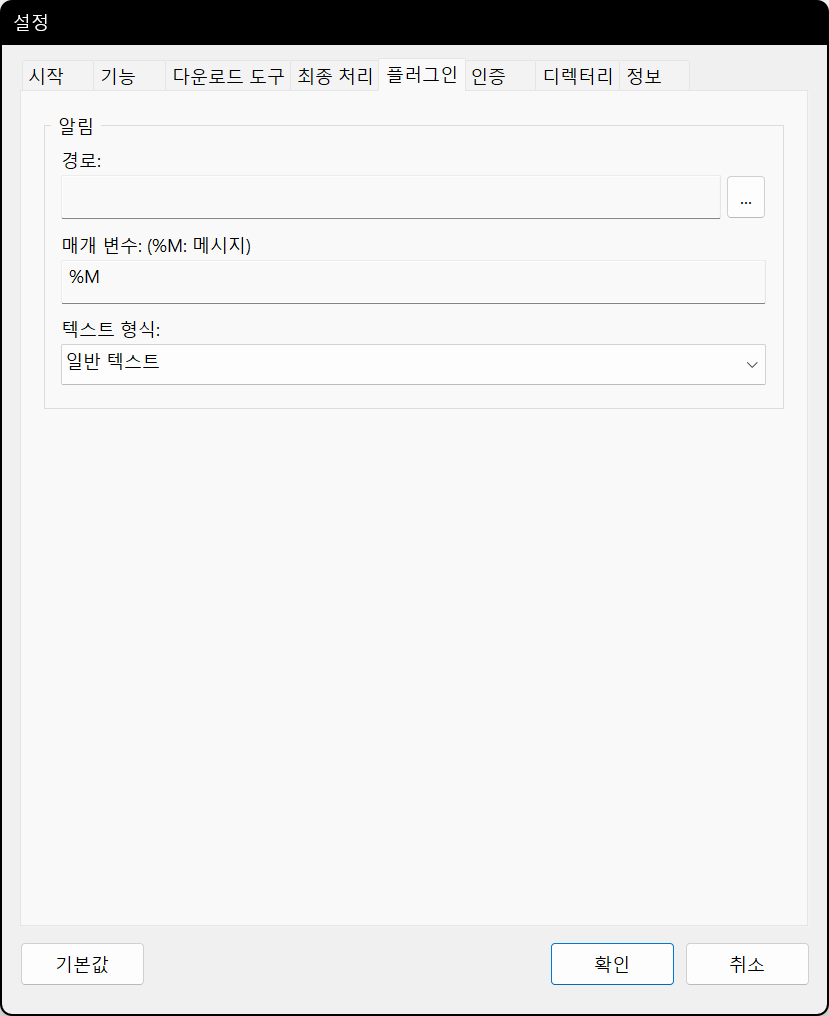 설정
시작 기능 다운로드 도구 최종 처리 플러그인 인증 디렉터리 정보
알림
경로:
...
매개 변수: (%M: 메시지)
%M
텍스트 형식:
일반 텍스트
기본값 확인 취소